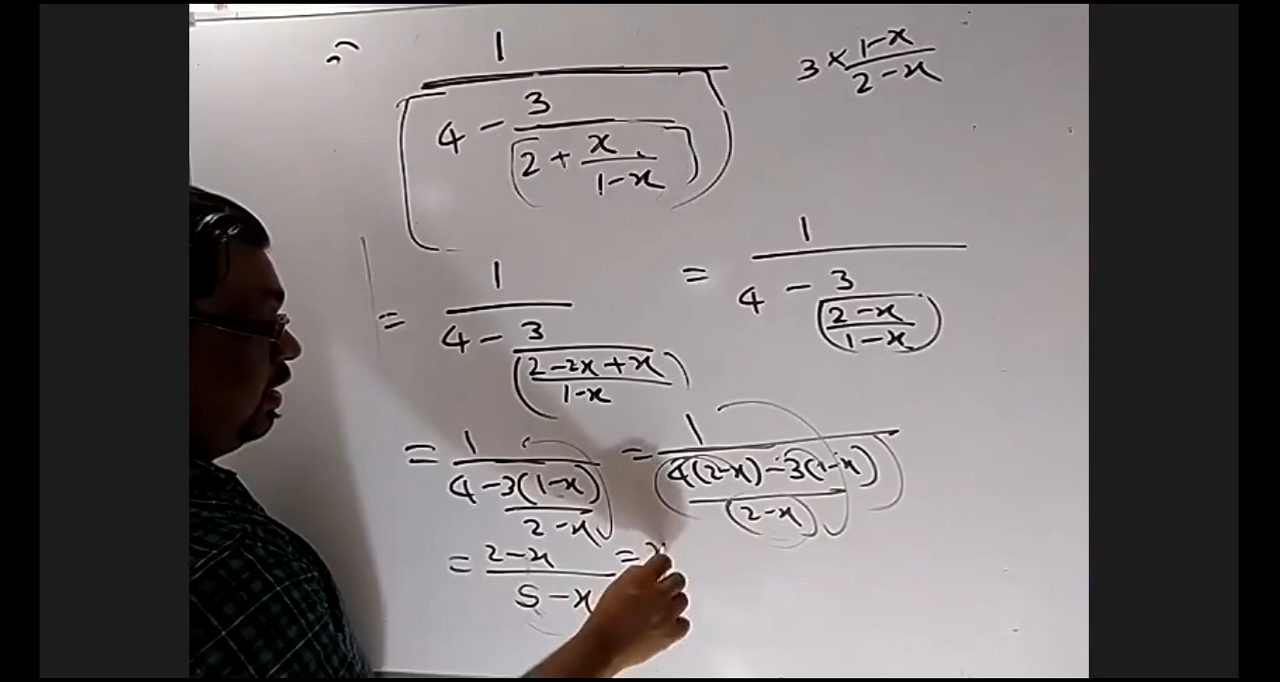 1 / (4 - 3 / (2 + x/(1-x)))
3 × (1-x)/(2-x)
= 1 / (4 - 3 / ((2-2x+x)/(1-x)))
= 1 / (4 - 3 / ((2-x)/(1-x)))
= 1 / (4 - 3(1-x)/(2-x))
= 1 / ((4(2-x) - 3(1-x))/(2-x))
= (2-x)/(5-x) =